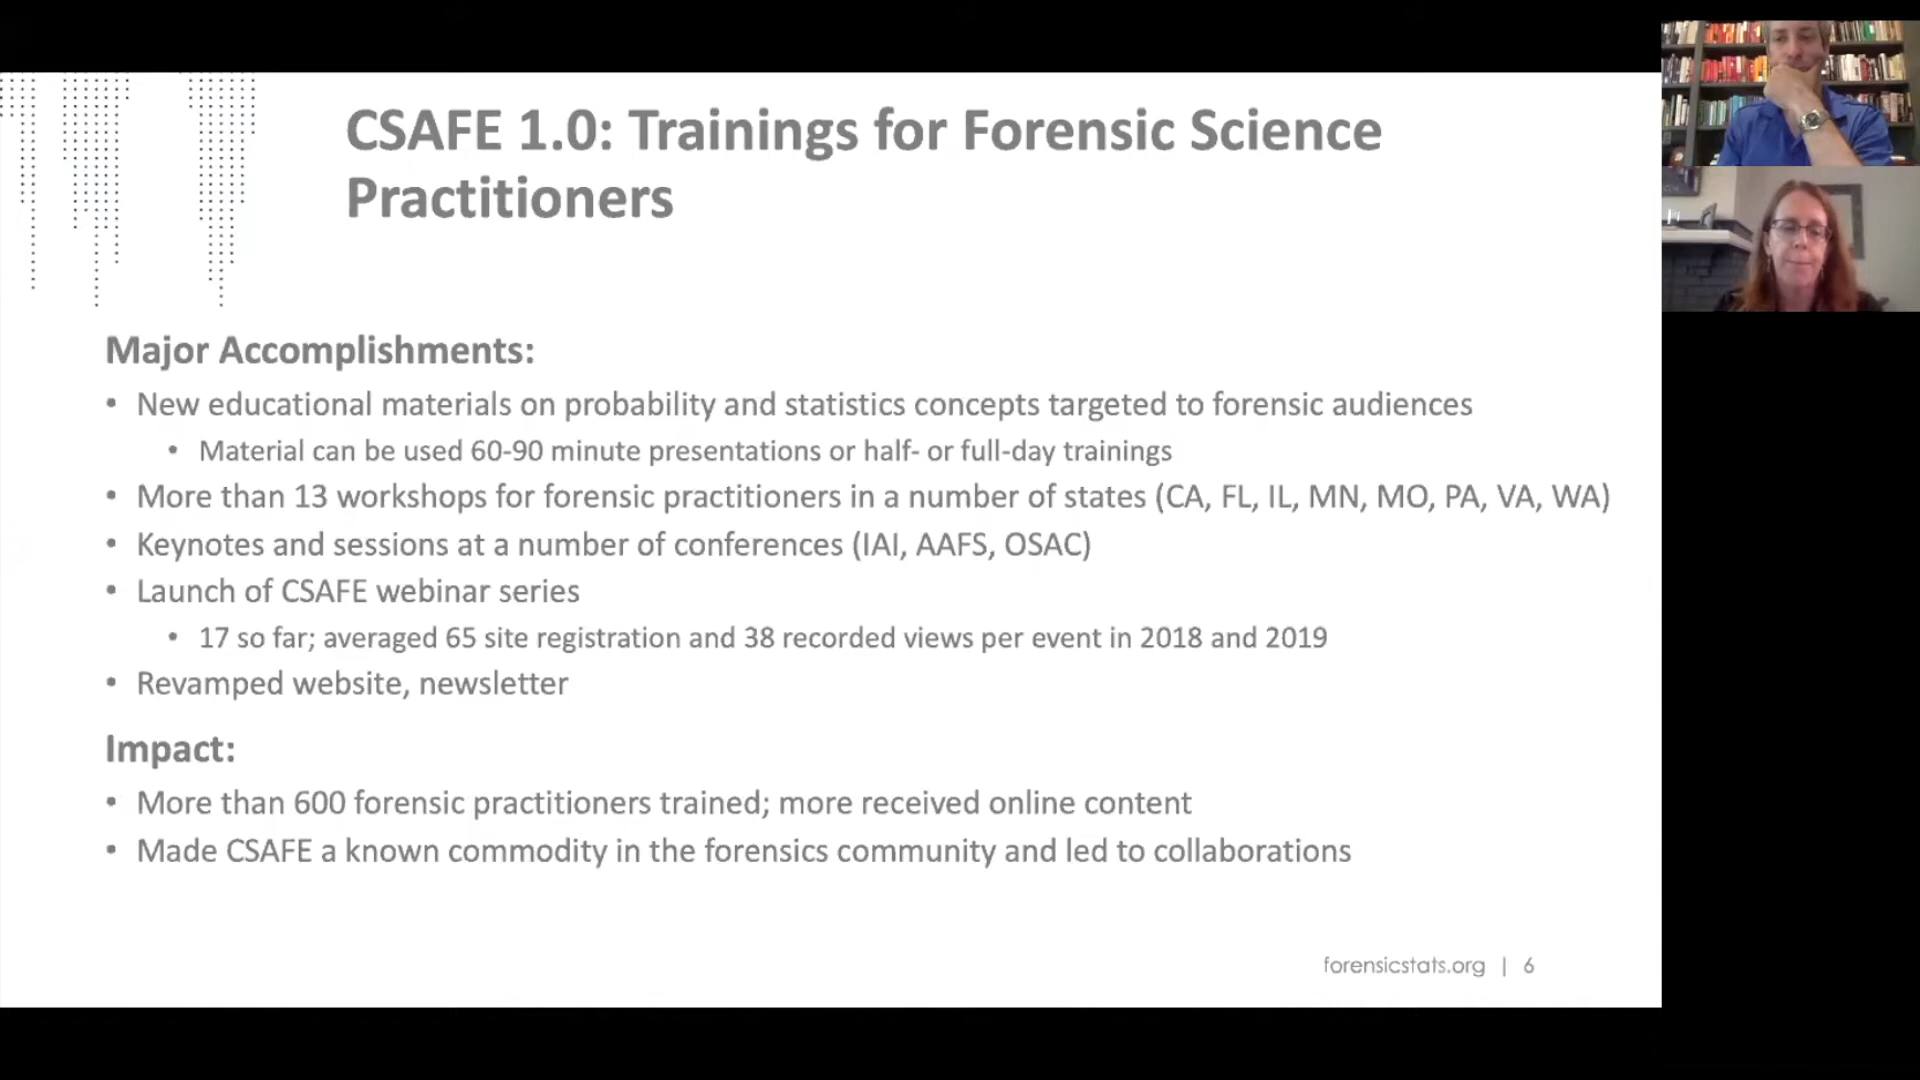 CSAFE 1.0: Trainings for Forensic Science
Practitioners
Major Accomplishments:
• New educational materials on probability and statistics concepts targeted to forensic audiences
• Material can be used 60-90 minute presentations or half- or full-day trainings
• More than 13 workshops for forensic practitioners in a number of states (CA, FL, IL, MN, MO, PA, VA, WA)
• Keynotes and sessions at a number of conferences (IAI, AAFS, OSAC)
• Launch of CSAFE webinar series
• 17 so far; averaged 65 site registration and 38 recorded views per event in 2018 and 2019
• Revamped website, newsletter
Impact:
• More than 600 forensic practitioners trained; more received online content
• Made CSAFE a known commodity in the forensics community and led to collaborations
forensicstats.org | 6